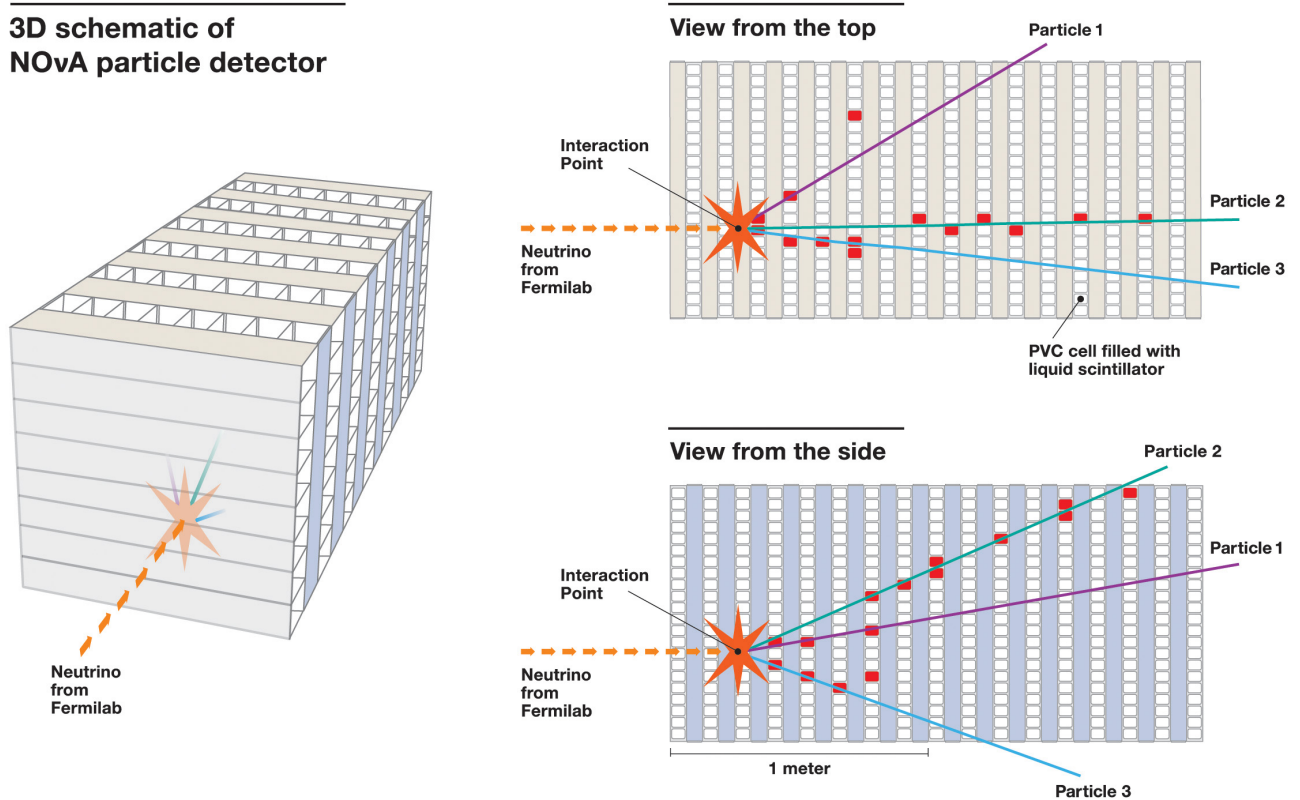 3D schematic of
NOνA particle detector
Neutrino
from
Fermilab
View from the top
Particle 1
Interaction
Point
Particle 2
Neutrino
from
Fermilab
Particle 3
PVC cell filled with
liquid scintillator
View from the side
Particle 2
Particle 1
Interaction
Point
Neutrino
from
Fermilab
1 meter
Particle 3